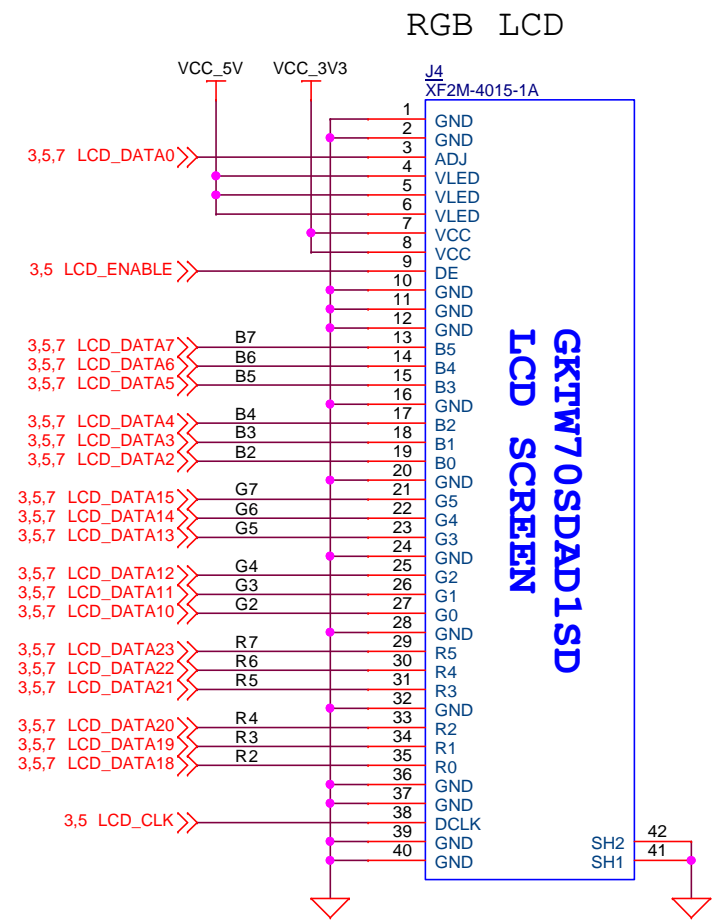 RGB LCD
VCC_5V VCC_3V3 J4
XF2M-4015-1A
1 GND
2 GND
3,5,7 LCD_DATA0 3 ADJ
4 VLED
5 VLED
6 VLED
7 VCC
8 VCC
3,5 LCD_ENABLE 9 DE
10 GND
11 GND
12 GND
3,5,7 LCD_DATA7 B7 13 B5
3,5,7 LCD_DATA6 B6 14 B4
3,5,7 LCD_DATA5 B5 15 B3
16 GND
3,5,7 LCD_DATA4 B4 17 B2
3,5,7 LCD_DATA3 B3 18 B1
3,5,7 LCD_DATA2 B2 19 B0
20 GND
3,5,7 LCD_DATA15 G7 21 G5
3,5,7 LCD_DATA14 G6 22 G4
3,5,7 LCD_DATA13 G5 23 G3
24 GND
3,5,7 LCD_DATA12 G4 25 G2
3,5,7 LCD_DATA11 G3 26 G1
3,5,7 LCD_DATA10 G2 27 G0
28 GND
3,5,7 LCD_DATA23 R7 29 R5
3,5,7 LCD_DATA22 R6 30 R4
3,5,7 LCD_DATA21 R5 31 R3
32 GND
3,5,7 LCD_DATA20 R4 33 R2
3,5,7 LCD_DATA19 R3 34 R1
3,5,7 LCD_DATA18 R2 35 R0
36 GND
37 GND
3,5 LCD_CLK 38 DCLK
39 GND
40 GND
GKTW70SDAD1SD
LCD SCREEN
SH2 42
SH1 41